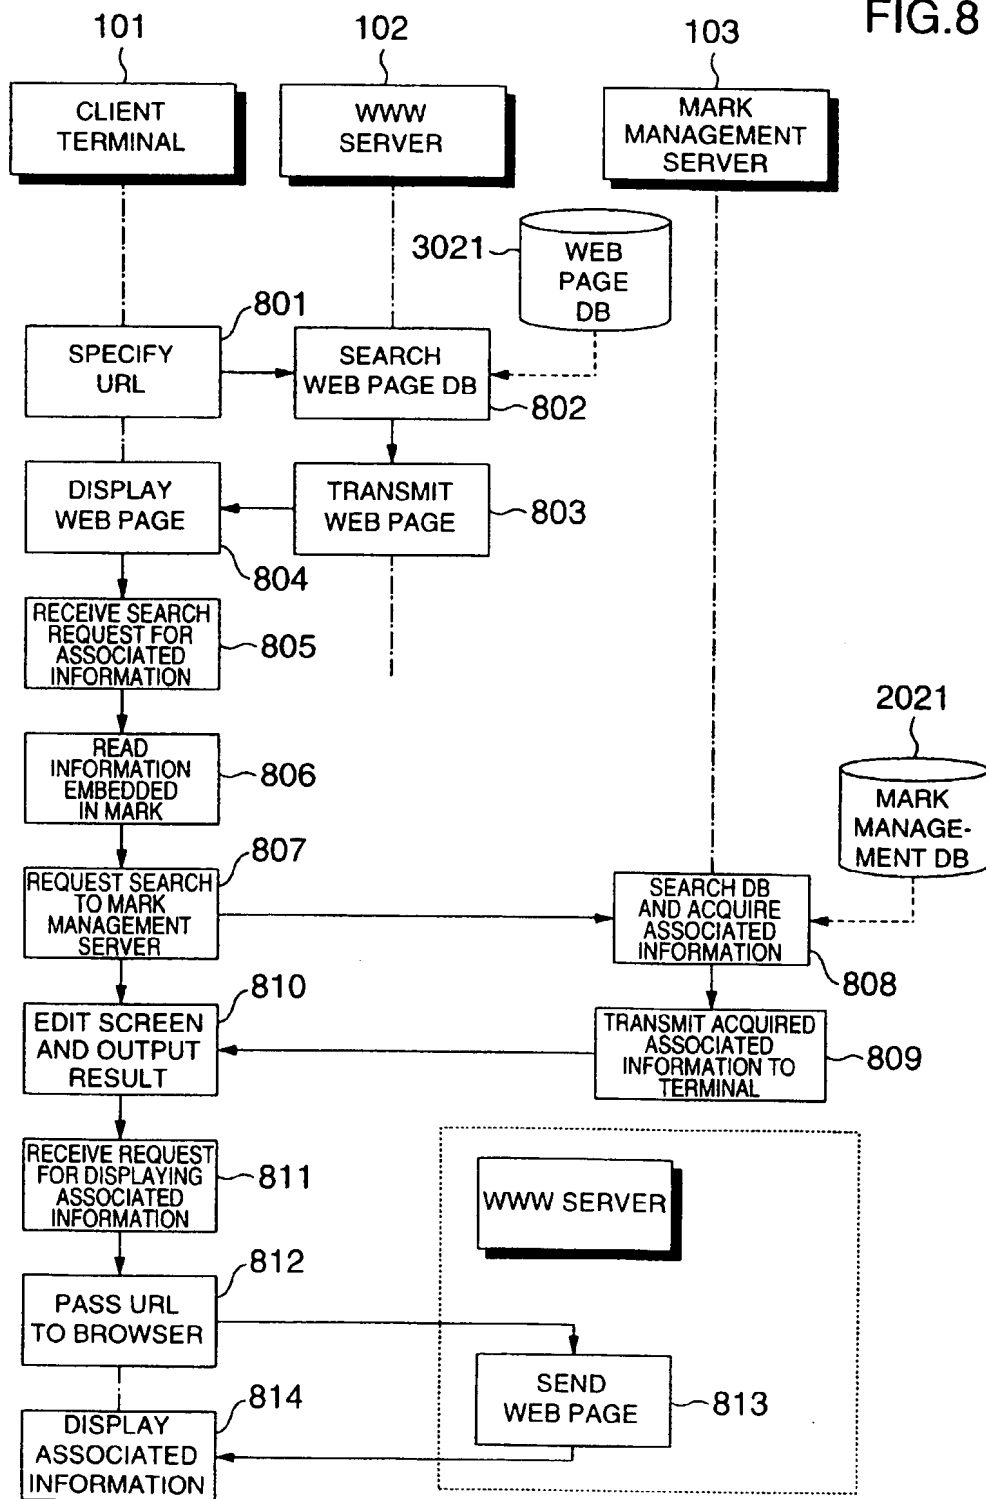 FIG.8
101
102
103
CLIENT
TERMINAL
WWW
SERVER
MARK
MANAGEMENT
SERVER
3021
WEB
PAGE
DB
801
SPECIFY
URL
SEARCH
WEB PAGE DB
802
DISPLAY
WEB PAGE
TRANSMIT
WEB PAGE
803
804
RECEIVE SEARCH
REQUEST FOR
ASSOCIATED
INFORMATION
805
2021
READ
INFORMATION
EMBEDDED
IN MARK
806
MARK
MANAGE-
MENT DB
807
REQUEST SEARCH
TO MARK
MANAGEMENT
SERVER
SEARCH DB
AND ACQUIRE
ASSOCIATED
INFORMATION
808
810
EDIT SCREEN
AND OUTPUT
RESULT
TRANSMIT ACQUIRED
ASSOCIATED
INFORMATION TO
TERMINAL
809
RECEIVE REQUEST
FOR DISPLAYING
ASSOCIATED
INFORMATION
811
WWW SERVER
812
PASS URL
TO BROWSER
SEND
WEB PAGE
813
814
DISPLAY
ASSOCIATED
INFORMATION